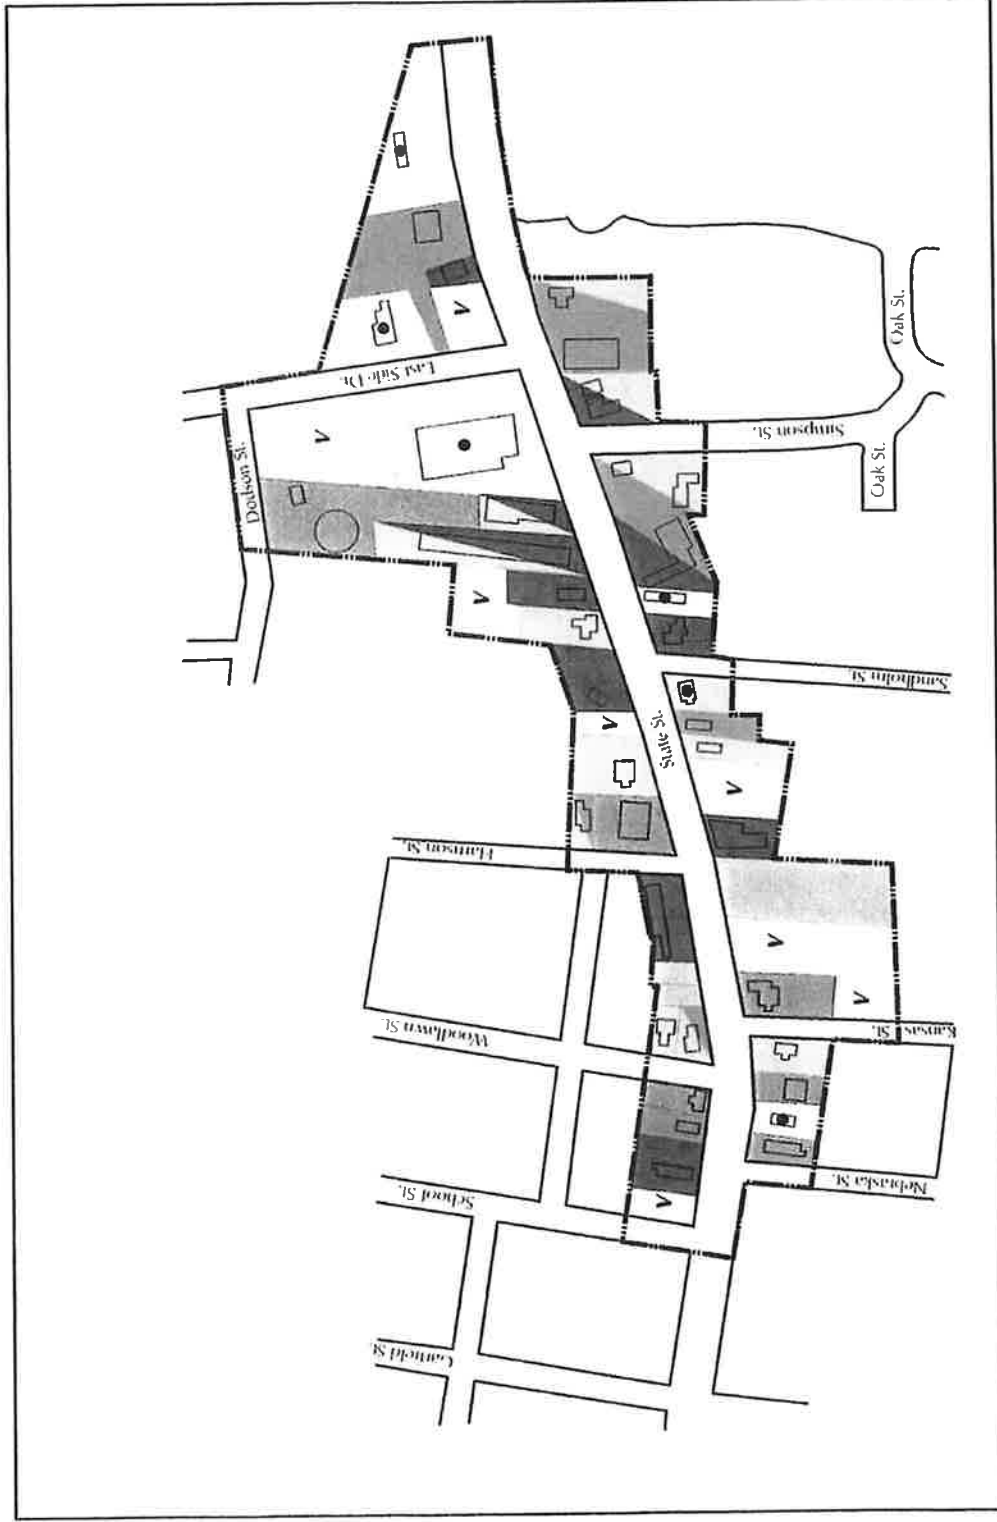 V
East Side Dr.
V
Dodson St.
Oak St.
Simpson St.
Oak St.
V
Sandholm St.
V
State St.
V
Harrison St.
V
V
Kansas St.
Woodlawn St.
Nebraska St.
School St.
V
Garfield St.